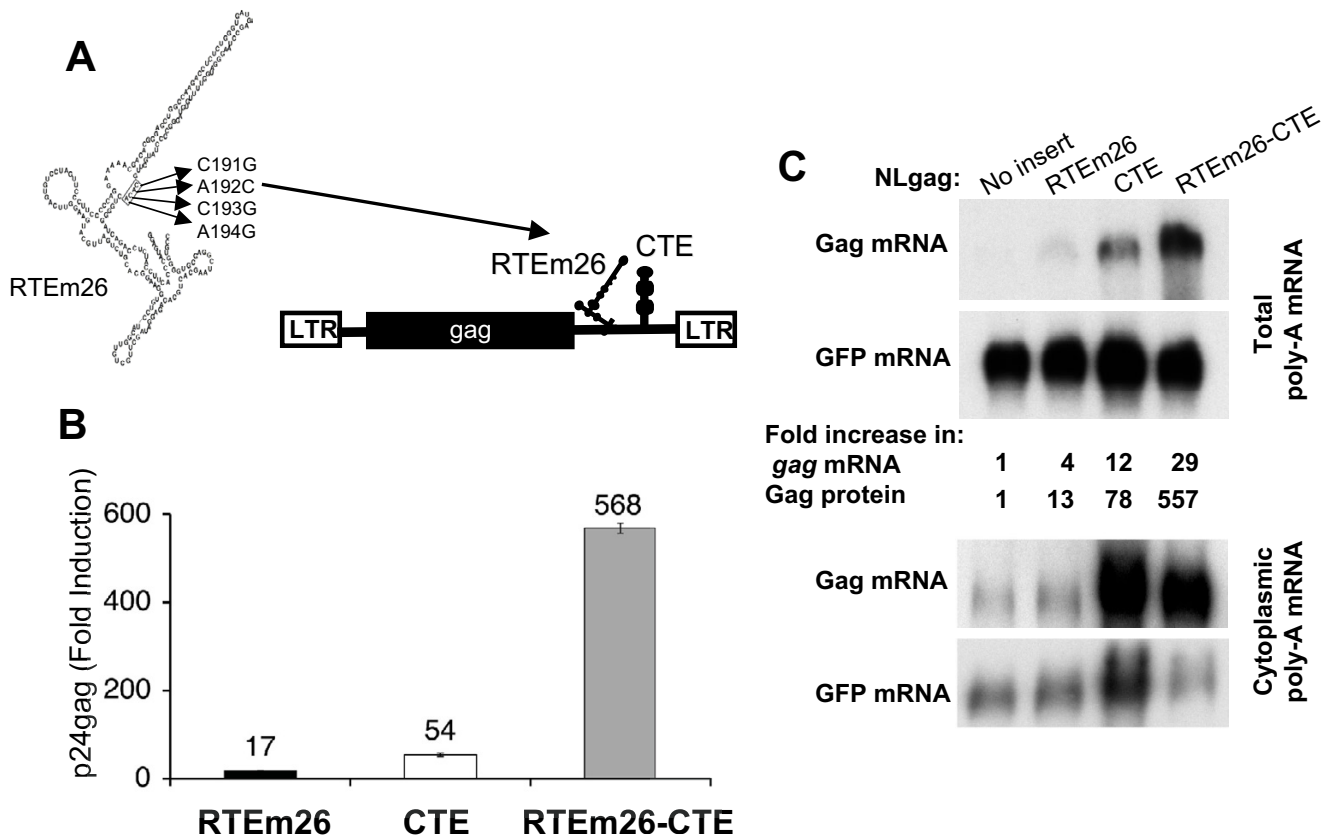 A
C191G
A192C
C193G
A194G
RTEm26
RTEm26
CTE
LTR
gag
LTR
B
p24gag (Fold Induction)
600
400
200
0
17
54
568
RTEm26
CTE
RTEm26-CTE
C
NLgag:
No insert
RTEm26
CTE
RTEm26-CTE
Gag mRNA
GFP mRNA
Total
poly-A mRNA
Fold increase in:
gag mRNA 1 4 12 29
Gag protein 1 13 78 557
Gag mRNA
GFP mRNA
Cytoplasmic
poly-A mRNA